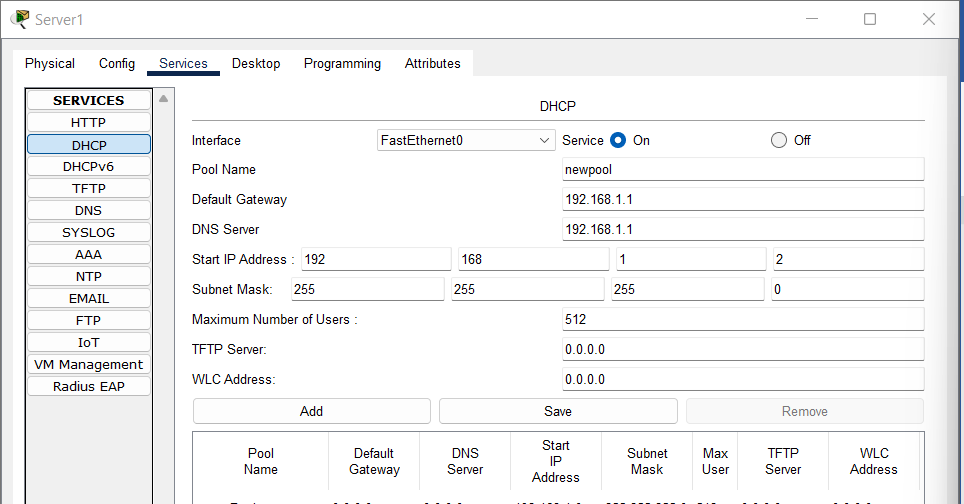 Server1
Physical Config Services Desktop Programming Attributes
SERVICES
HTTP
DHCP
DHCPv6
TFTP
DNS
SYSLOG
AAA
NTP
EMAIL
FTP
IoT
VM Management
Radius EAP
DHCP
Interface FastEthernet0 Service On Off
Pool Name newpool
Default Gateway 192.168.1.1
DNS Server 192.168.1.1
Start IP Address : 192 168 1 2
Subnet Mask: 255 255 255 0
Maximum Number of Users : 512
TFTP Server: 0.0.0.0
WLC Address: 0.0.0.0
Add Save Remove
Pool Name Default Gateway DNS Server Start IP Address Subnet Mask Max User TFTP Server WLC Address